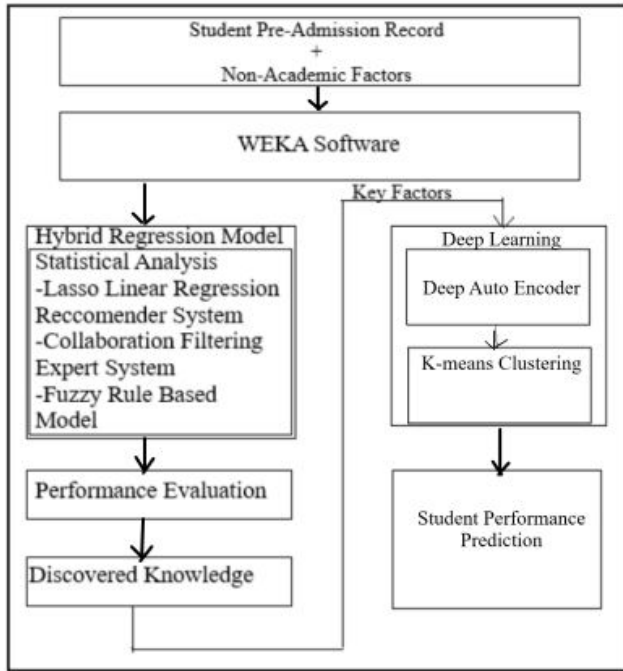 Student Pre-Admission Record
+
Non-Academic Factors
WEKA Software
Key Factors
Hybrid Regression Model
Statistical Analysis
-Lasso Linear Regression
Reccomender System
-Collaboration Filtering
Expert System
-Fuzzy Rule Based
Model
Performance Evaluation
Discovered Knowledge
Deep Learning
Deep Auto Encoder
K-means Clustering
Student Performance
Prediction